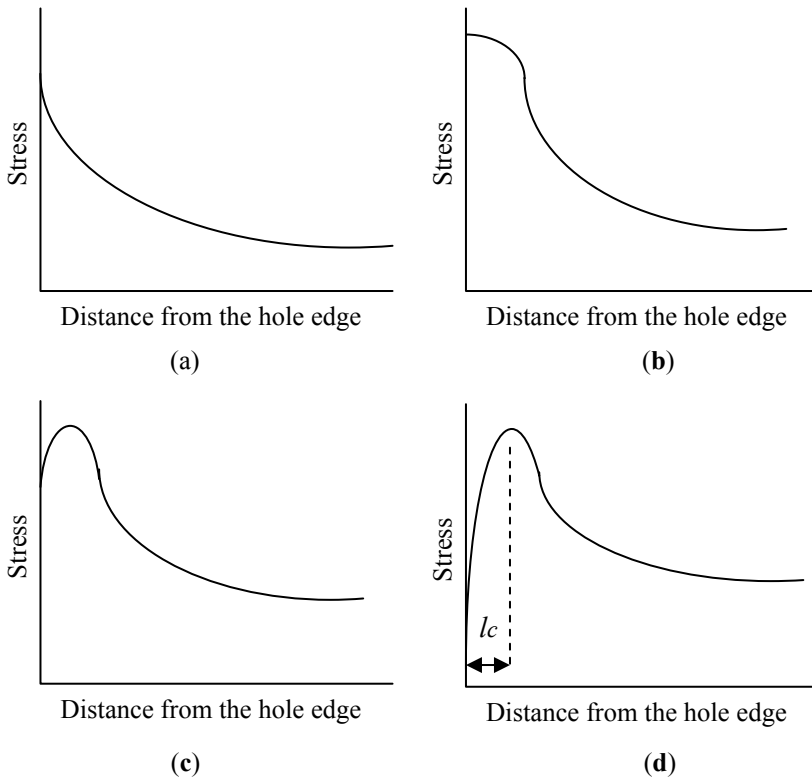 Stress
Distance from the hole edge
(a)
Stress
Distance from the hole edge
(b)
Stress
Distance from the hole edge
(c)
Stress
lc
Distance from the hole edge
(d)